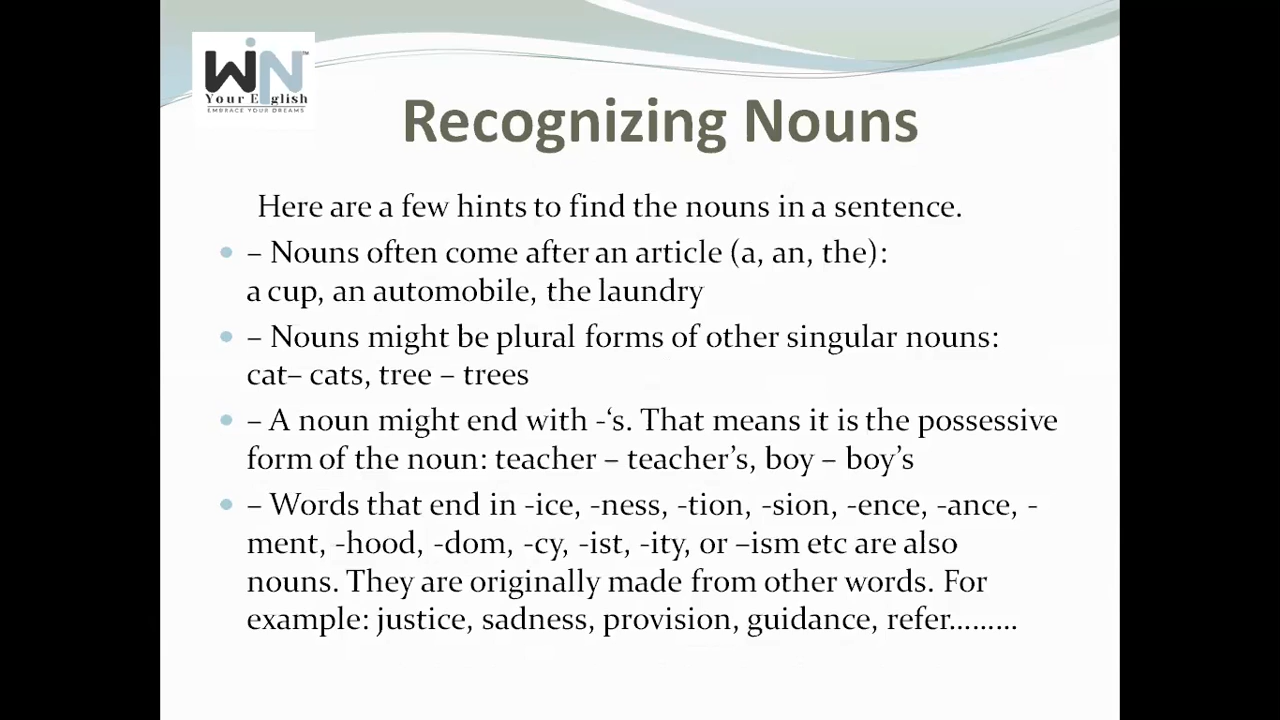 WiN™
Your English
EMBRACE YOUR DREAMS
Recognizing Nouns
Here are a few hints to find the nouns in a sentence.
– Nouns often come after an article (a, an, the):
a cup, an automobile, the laundry
– Nouns might be plural forms of other singular nouns:
cat– cats, tree – trees
– A noun might end with -‘s. That means it is the possessive
form of the noun: teacher – teacher’s, boy – boy’s
– Words that end in -ice, -ness, -tion, -sion, -ence, -ance, -
ment, -hood, -dom, -cy, -ist, -ity, or –ism etc are also
nouns. They are originally made from other words. For
example: justice, sadness, provision, guidance, refer………